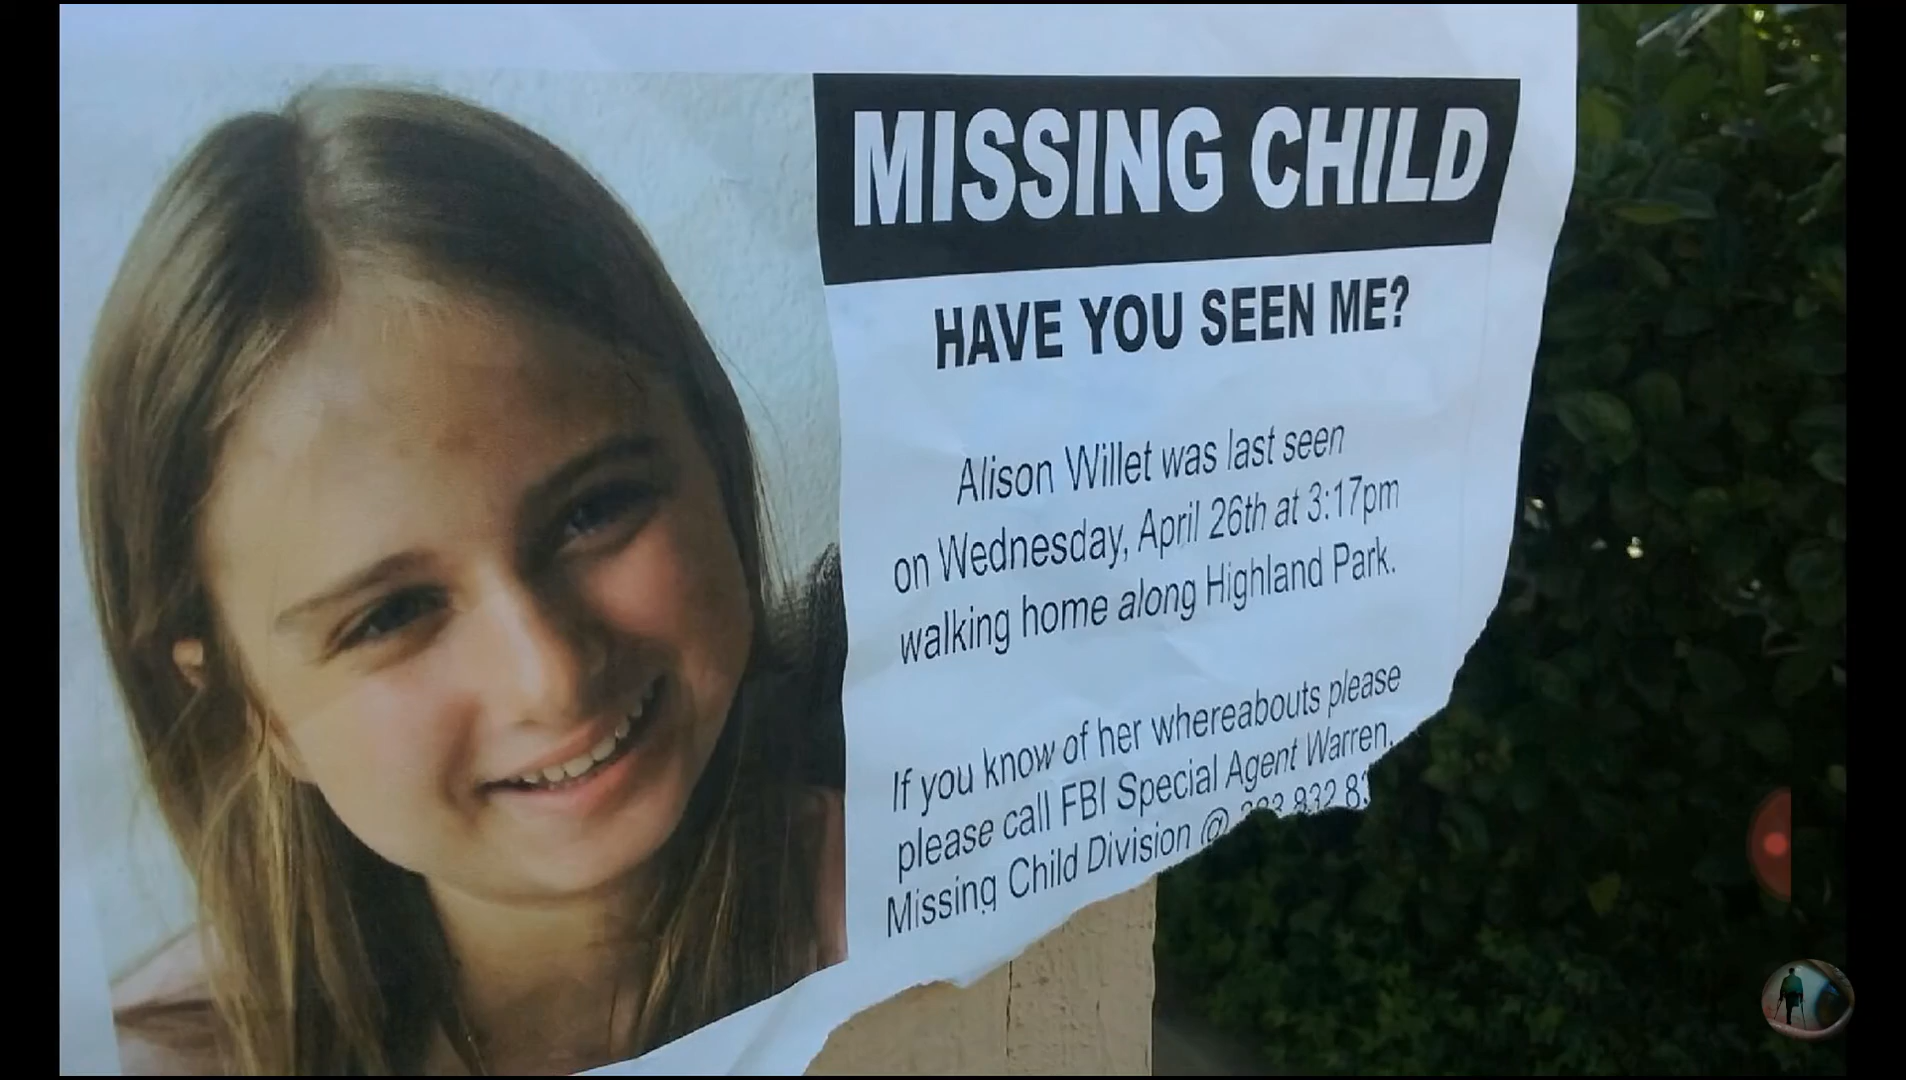 MISSING CHILD
HAVE YOU SEEN ME?
Alison Willet was last seen
on Wednesday, April 26th at 3:17pm
walking home along Highland Park.
If you know of her whereabouts please
please call FBI Special Agent Warren,
Missing Child Division @